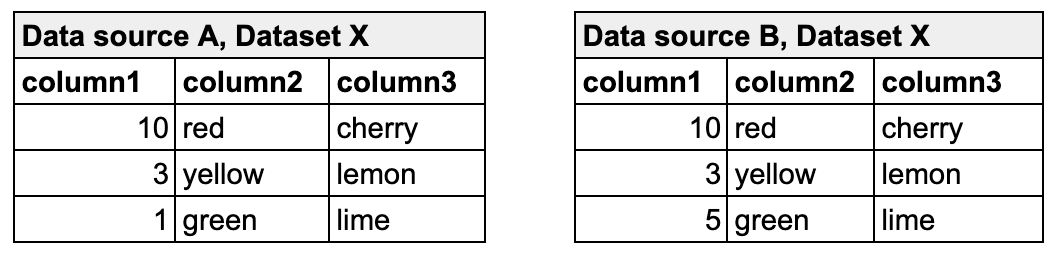 Data source A, Dataset X
column1 column2 column3
10 red cherry
3 yellow lemon
1 green lime
Data source B, Dataset X
column1 column2 column3
10 red cherry
3 yellow lemon
5 green lime